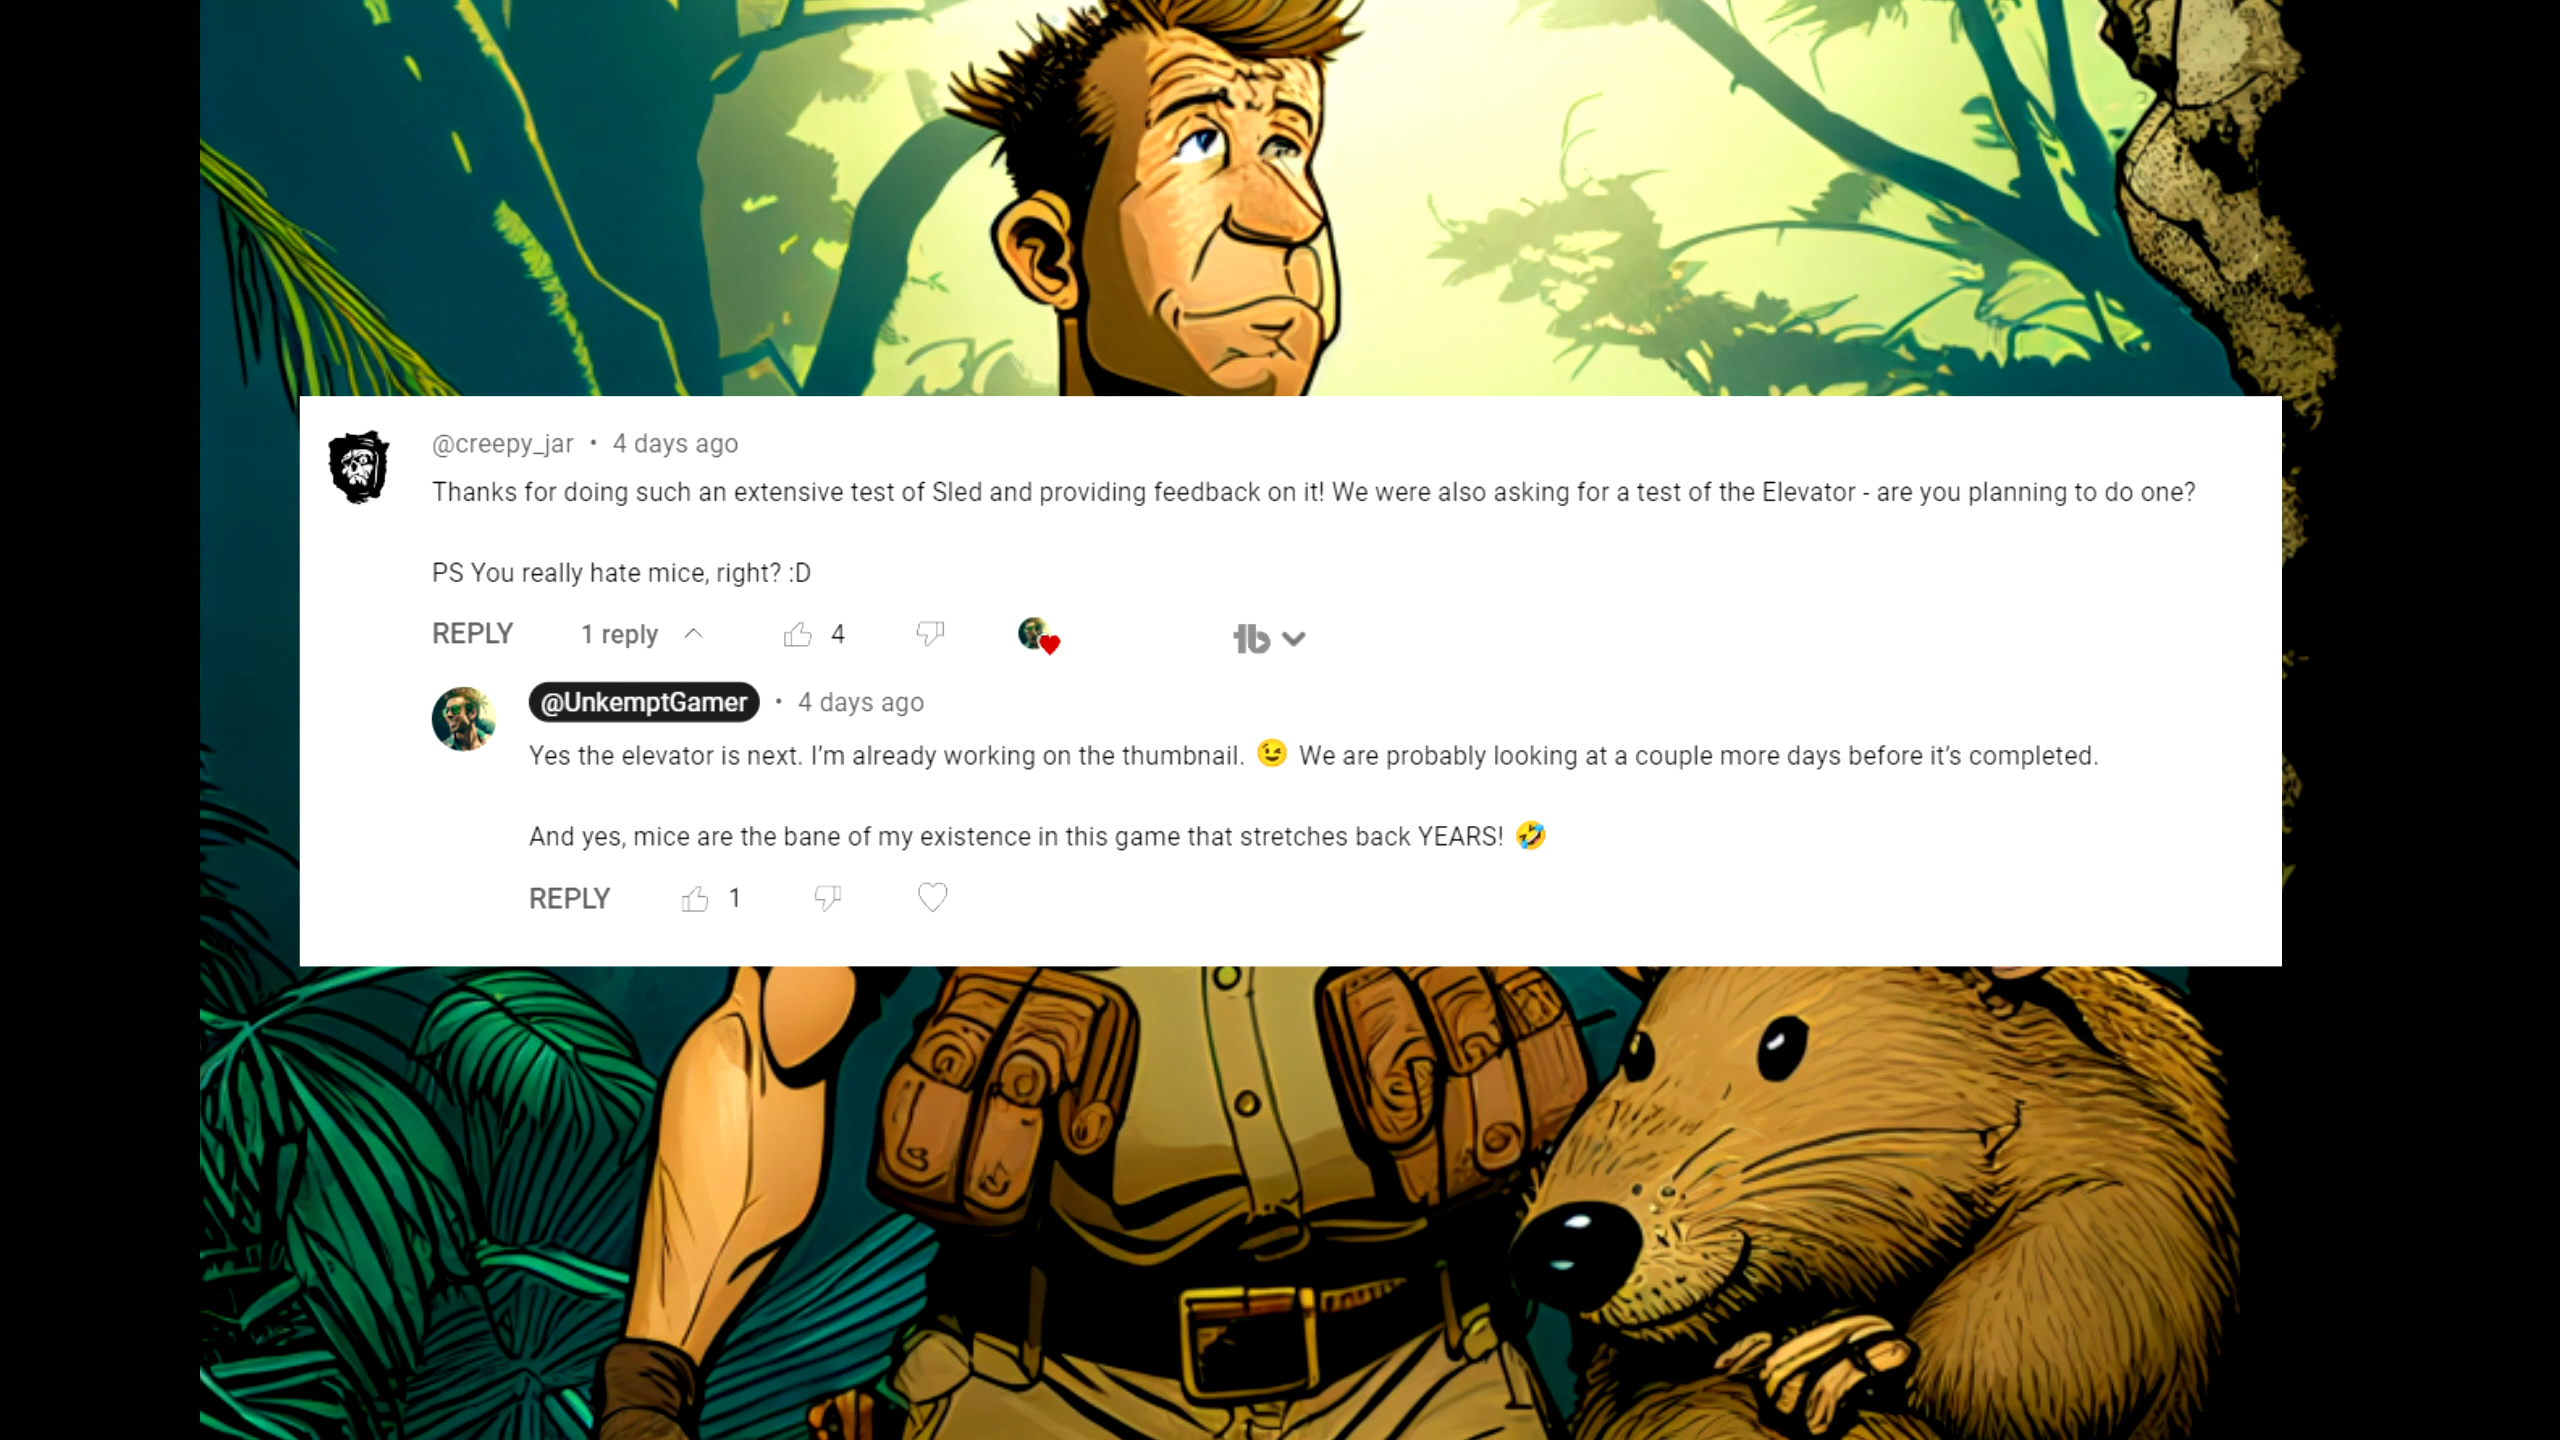 @creepy_jar • 4 days ago
Thanks for doing such an extensive test of Sled and providing feedback on it! We were also asking for a test of the Elevator - are you planning to do one?
PS You really hate mice, right? :D
REPLY 1 reply 4
tb
@UnkemptGamer • 4 days ago
Yes the elevator is next. I’m already working on the thumbnail. 😉 We are probably looking at a couple more days before it’s completed.
And yes, mice are the bane of my existence in this game that stretches back YEARS! 🤣
REPLY 1